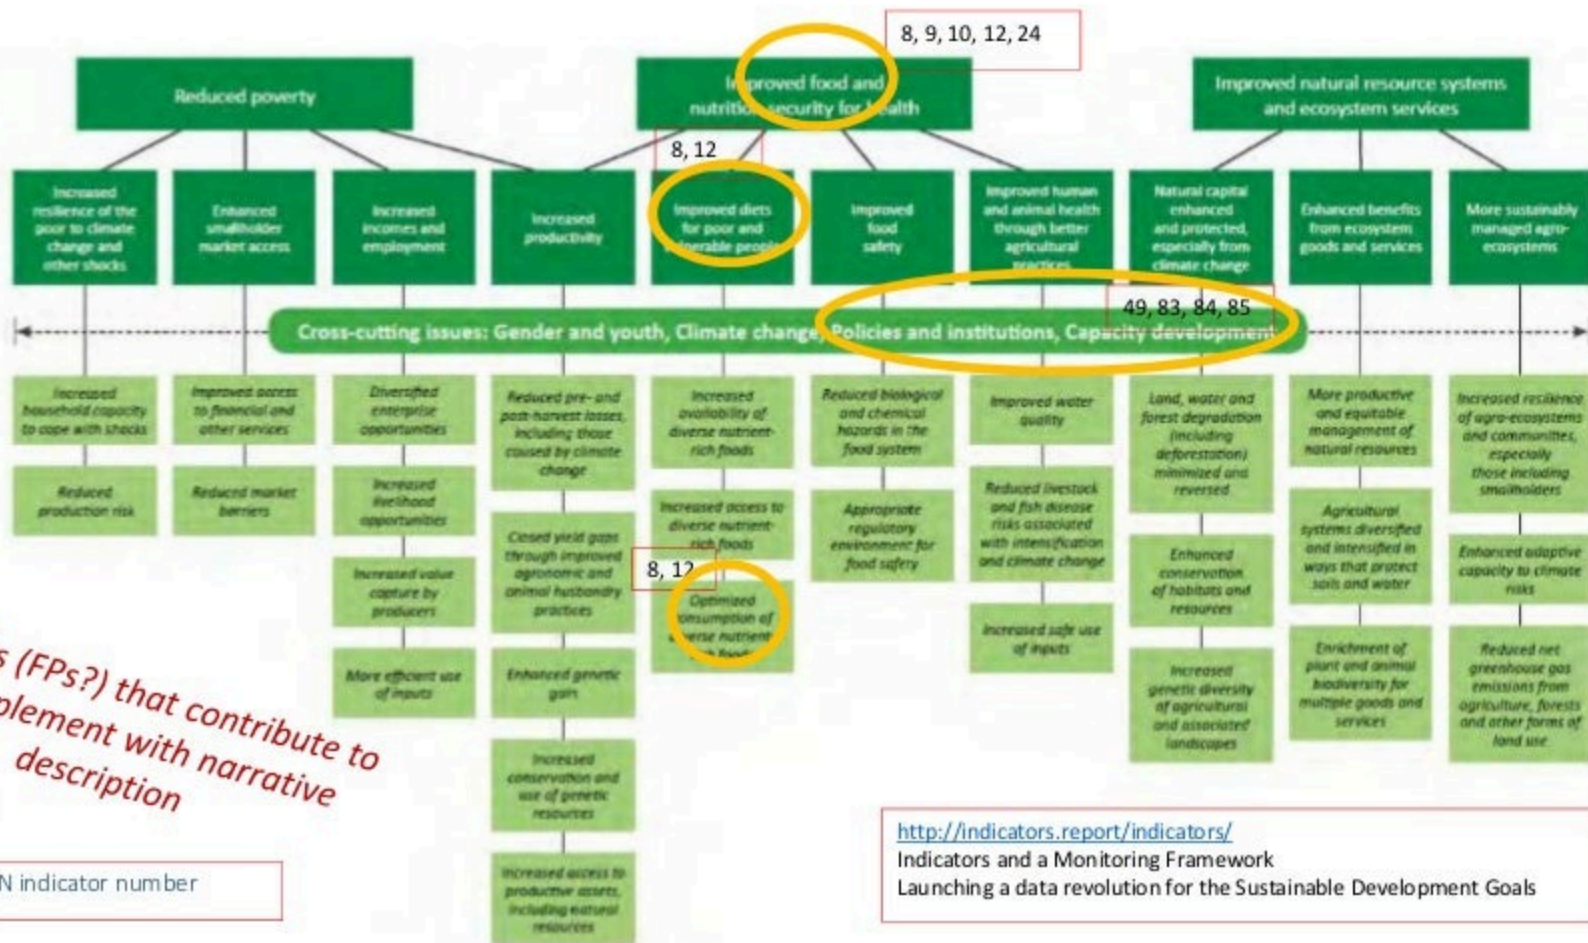 8, 9, 10, 12, 24
Reduced poverty
Improved food and
nutrition security for health
Improved natural resource systems
and ecosystem services
8, 12
Increased
resilience of the
poor to climate
change and
other shocks
Enhanced
smallholder
market access
Increased
incomes and
employment
Increased
productivity
Improved diets
for poor and
vulnerable people
Improved
food
safety
Improved human
and animal health
through better
agricultural
practices
Natural capital
enhanced
and protected,
especially from
climate change
Enhanced benefits
from ecosystem
goods and services
More sustainably
managed agro-
ecosystems
49, 83, 84, 85
Cross-cutting issues: Gender and youth, Climate change, Policies and institutions, Capacity development
Increased
household capacity
to cope with shocks
Reduced
production risk
Improved access
to financial and
other services
Reduced market
barriers
Diversified
enterprise
opportunities
Increased
livelihood
opportunities
Increased value
capture by
producers
More efficient use
of inputs
Reduced pre- and
post-harvest losses,
including those
caused by climate
change
Closed yield gaps
through improved
agronomic and
animal husbandry
practices
Enhanced genetic
gain
Increased
conservation and
use of genetic
resources
Increased access to
productive assets,
including natural
resources
Increased
availability of
diverse nutrient-
rich foods
Increased access to
diverse nutrient-
rich foods
8, 12
Optimized
consumption of
diverse nutrient-
rich foods
Reduced biological
and chemical
hazards in the
food system
Appropriate
regulatory
environment for
food safety
Improved water
quality
Reduced livestock
and fish disease
risks associated
with intensification
and climate change
Increased safe use
of inputs
Land, water and
forest degradation
(including
deforestation)
minimized and
reversed
Enhanced
conservation
of habitats and
resources
Increased
genetic diversity
of agricultural
and associated
landscapes
More productive
and equitable
management of
natural resources
Agricultural
systems diversified
and intensified in
ways that protect
soils and water
Enrichment of
plant and animal
biodiversity for
multiple goods and
services
Increased resilience
of agro-ecosystems
and communities,
especially
those including
smallholders
Enhanced adaptive
capacity to climate
risks
Reduced net
greenhouse gas
emissions from
agriculture, forests
and other forms of
land use
s (FPs?) that contribute to
plement with narrative
description
N indicator number
http://indicators.report/indicators/
Indicators and a Monitoring Framework
Launching a data revolution for the Sustainable Development Goals